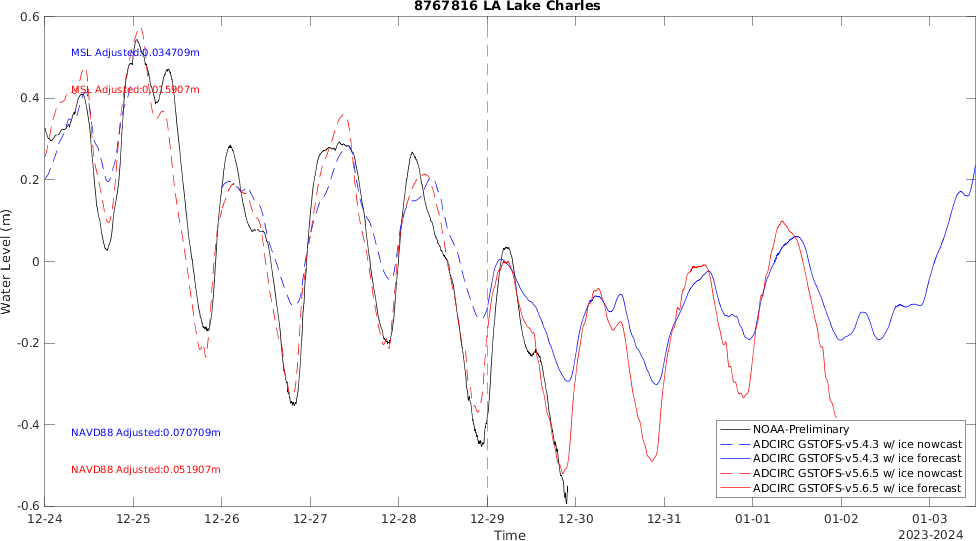 8767816 LA Lake Charles
0.6
0.4
0.2
0
-0.2
-0.4
-0.6
Water Level (m)
MSL Adjusted:0.034709m
MSL Adjusted:0.015907m
NAVD88 Adjusted:0.070709m
NAVD88 Adjusted:0.051907m
NOAA-Preliminary
ADCIRC GSTOFS-v5.4.3 w/ ice nowcast
ADCIRC GSTOFS-v5.4.3 w/ ice forecast
ADCIRC GSTOFS-v5.6.5 w/ ice nowcast
ADCIRC GSTOFS-v5.6.5 w/ ice forecast
12-24 12-25 12-26 12-27 12-28 12-29 12-30 12-31 01-01 01-02 01-03
Time
2023-2024